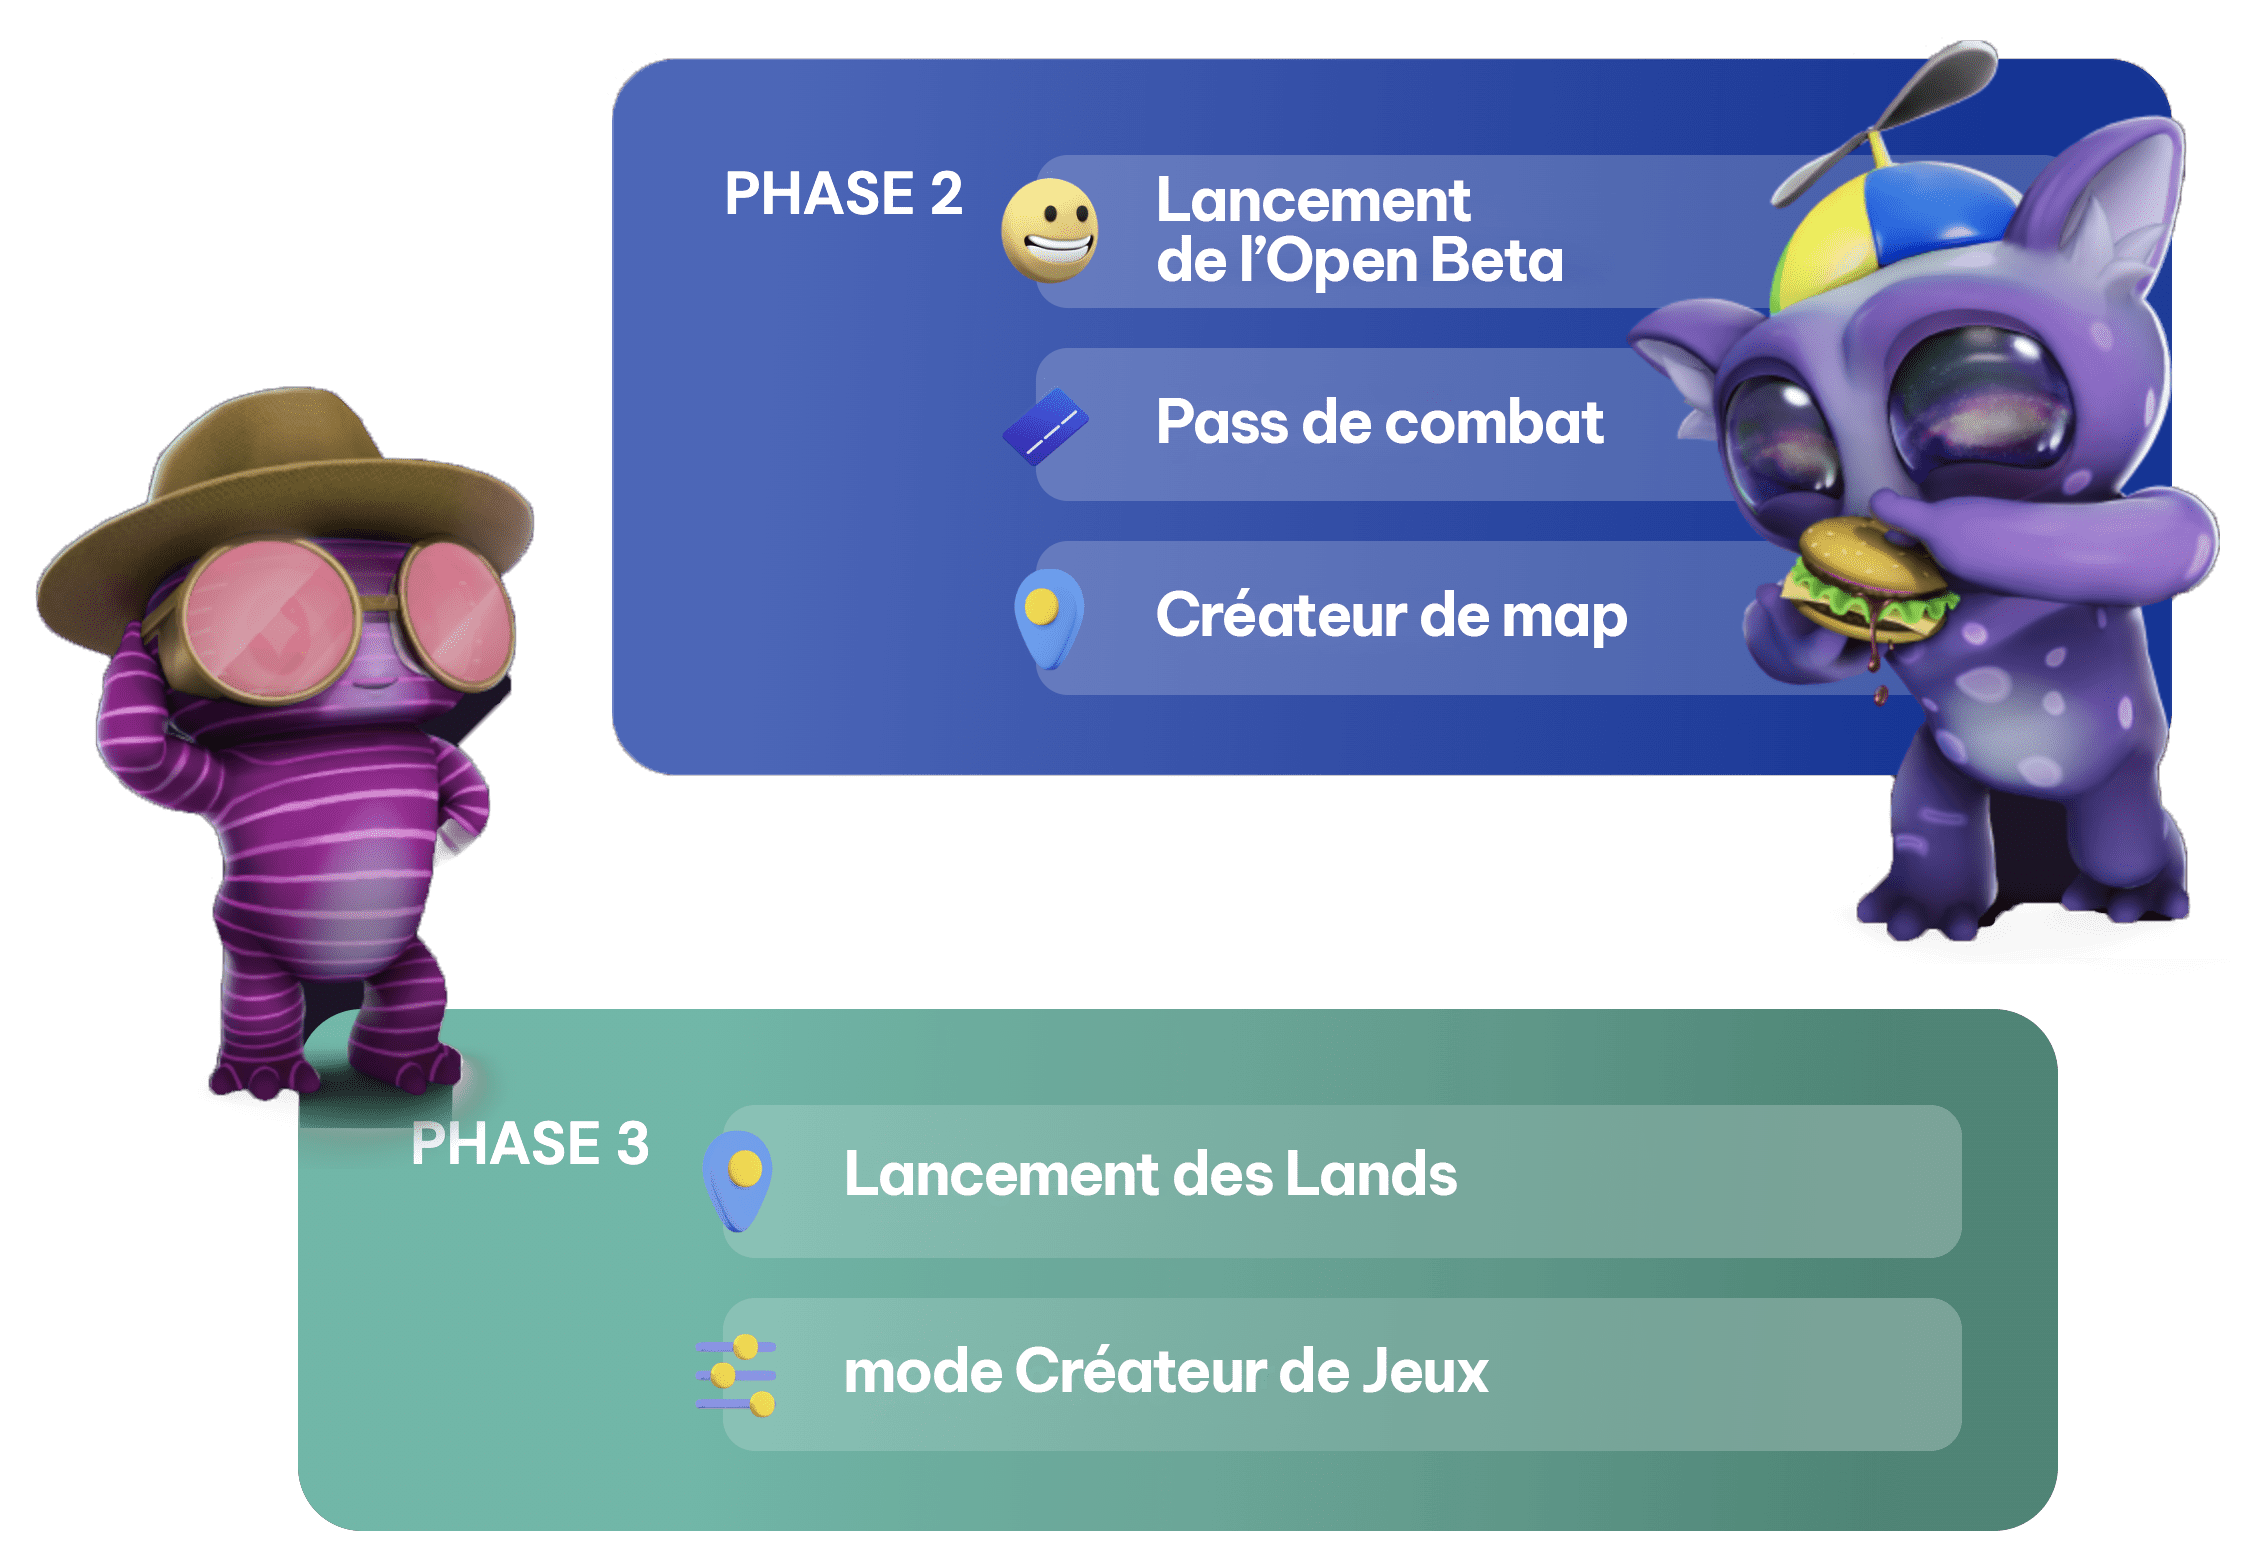 PHASE 2
Lancement
de l’Open Beta
Pass de combat
Créateur de map
PHASE 3
Lancement des Lands
mode Créateur de Jeux